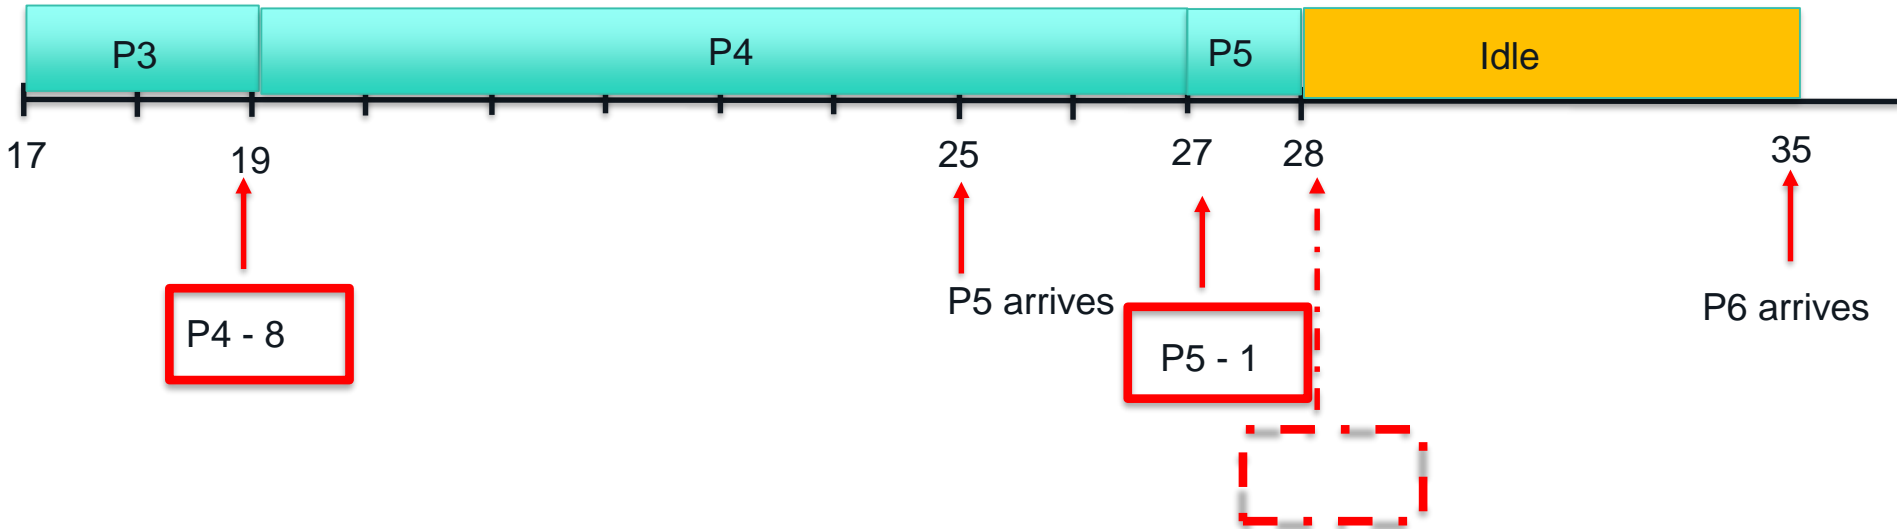 P3
P4
P5
Idle
17
19
25
27
28
35
P5 arrives
P6 arrives
P4 - 8
P5 - 1